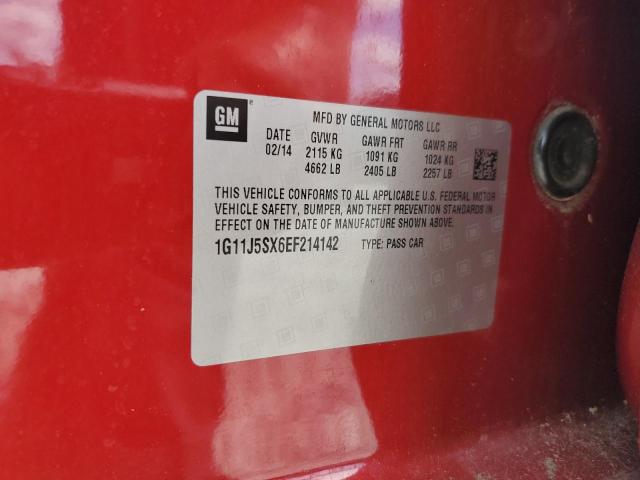 GM
MFD BY GENERAL MOTORS LLC
DATE GVWR GAWR FRT GAWR RR
02/14 2115 KG 1091 KG 1024 KG
4662 LB 2405 LB 2257 LB
THIS VEHICLE CONFORMS TO ALL APPLICABLE U.S. FEDERAL MOTOR
VEHICLE SAFETY, BUMPER, AND THEFT PREVENTION STANDARDS IN
EFFECT ON THE DATE OF MANUFACTURE SHOWN ABOVE.
1G11J5SX6EF214142 TYPE: PASS CAR